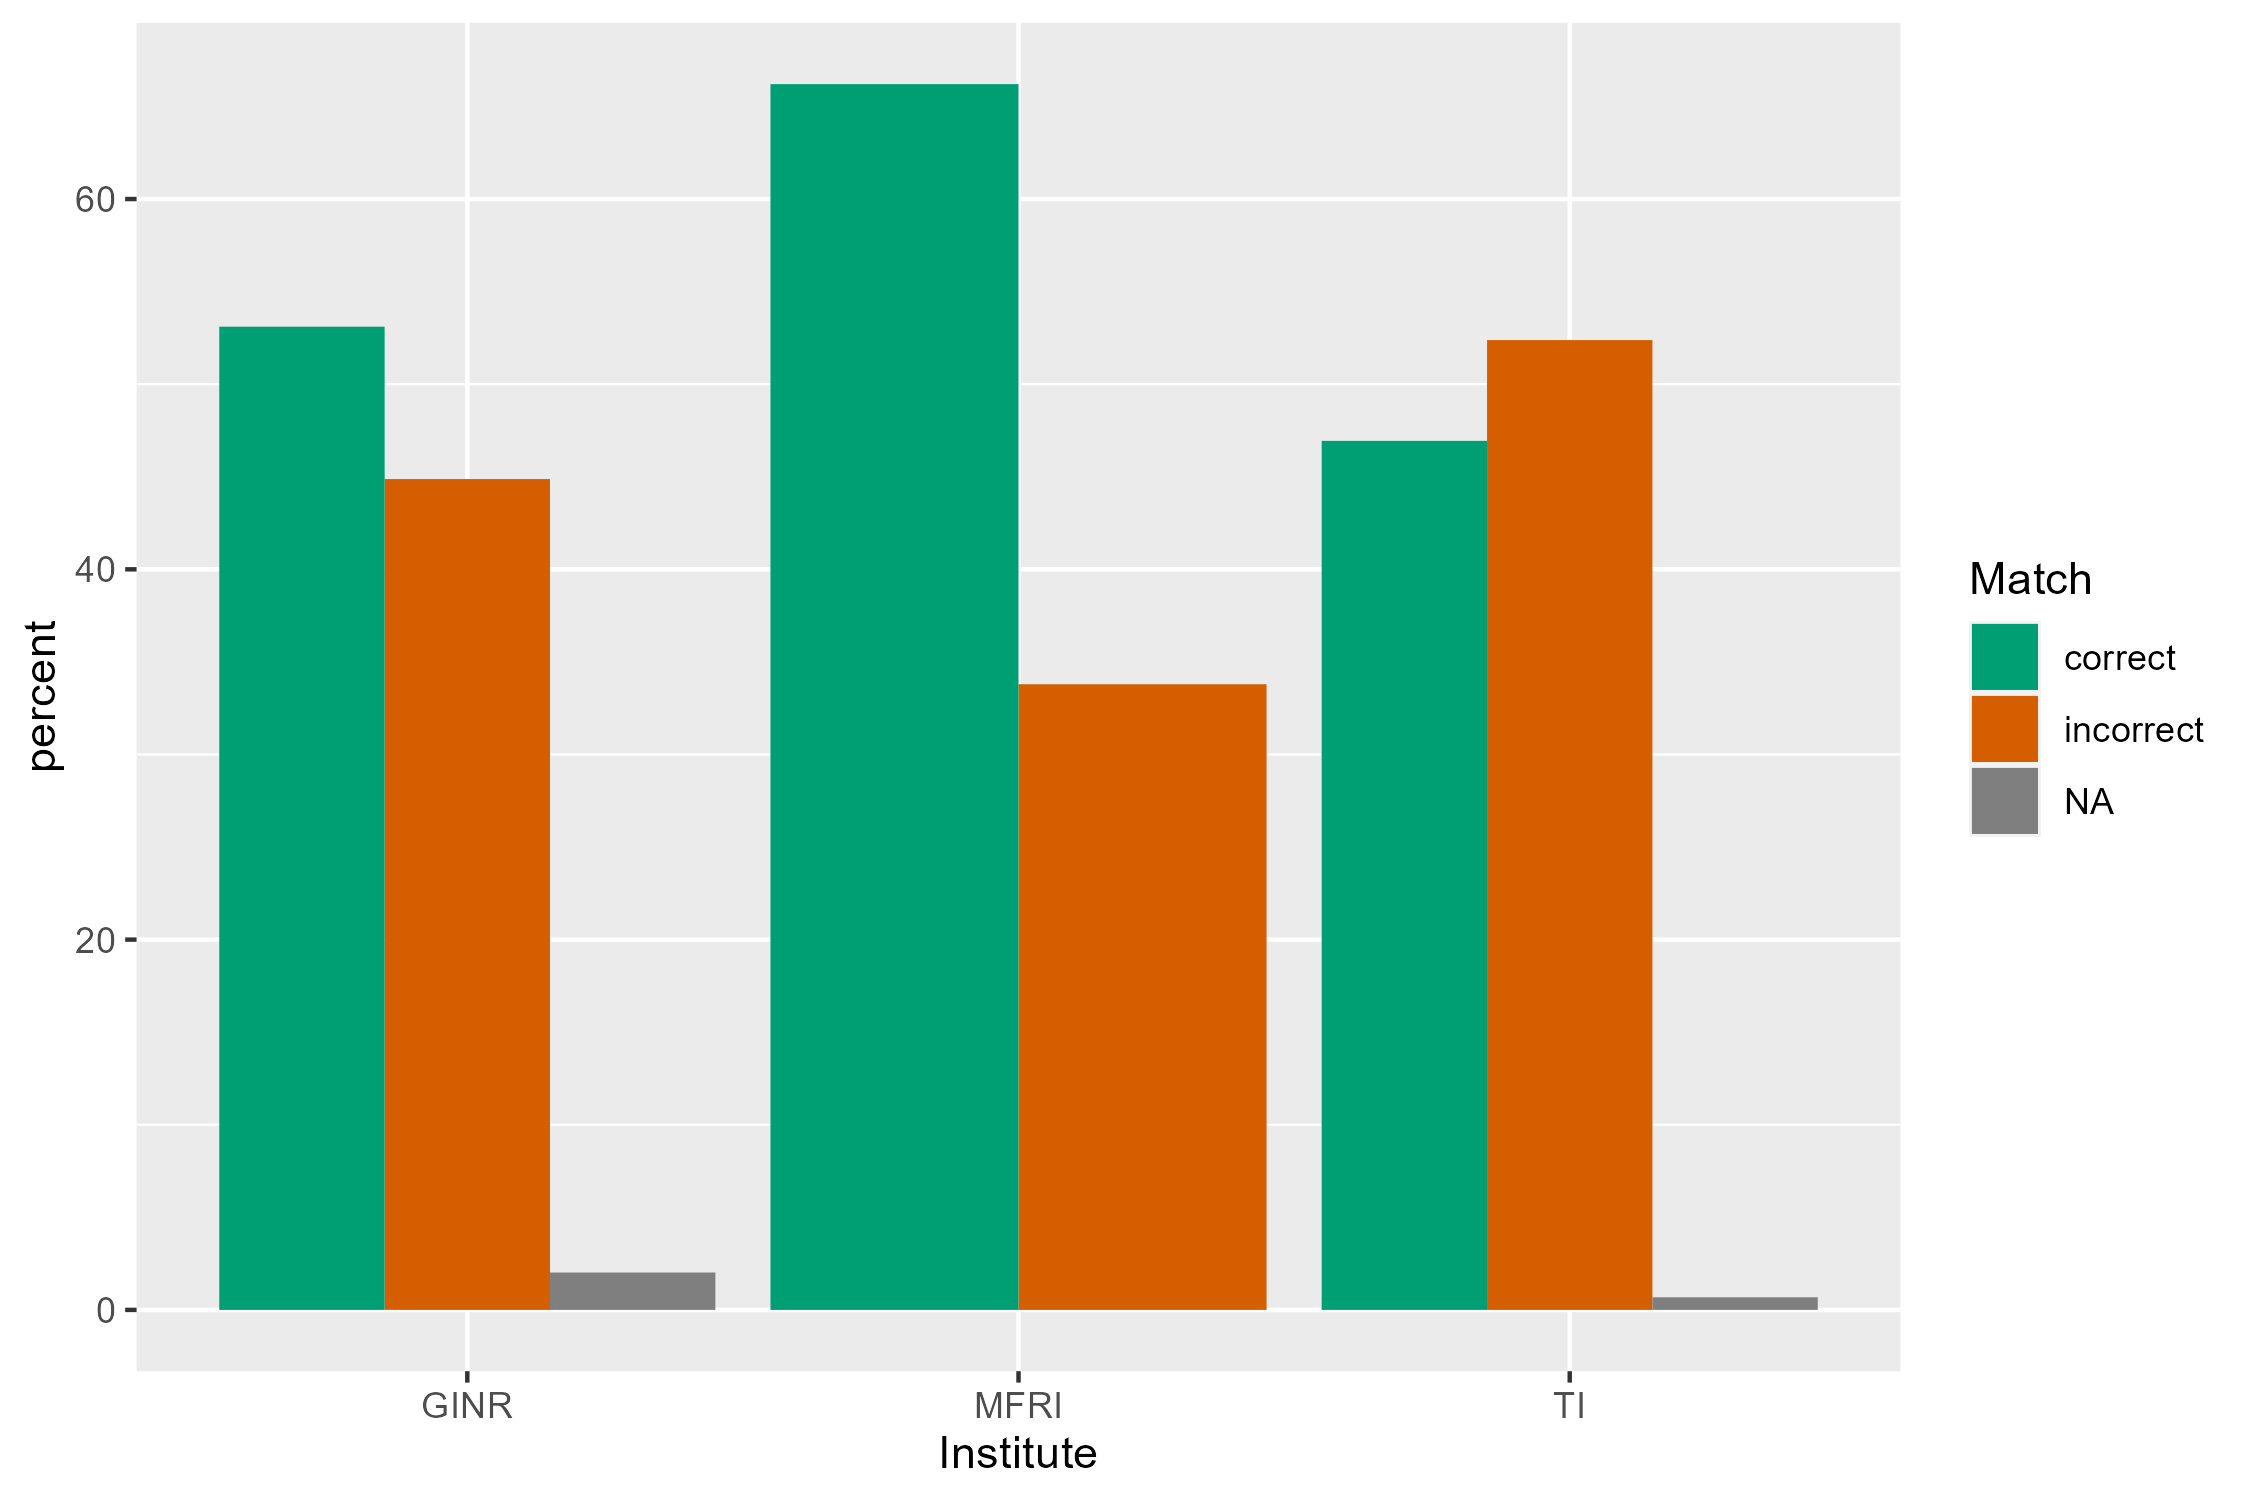 60
40
20
0
percent
GINR
MFRI
TI
Institute
Match
correct
incorrect
NA